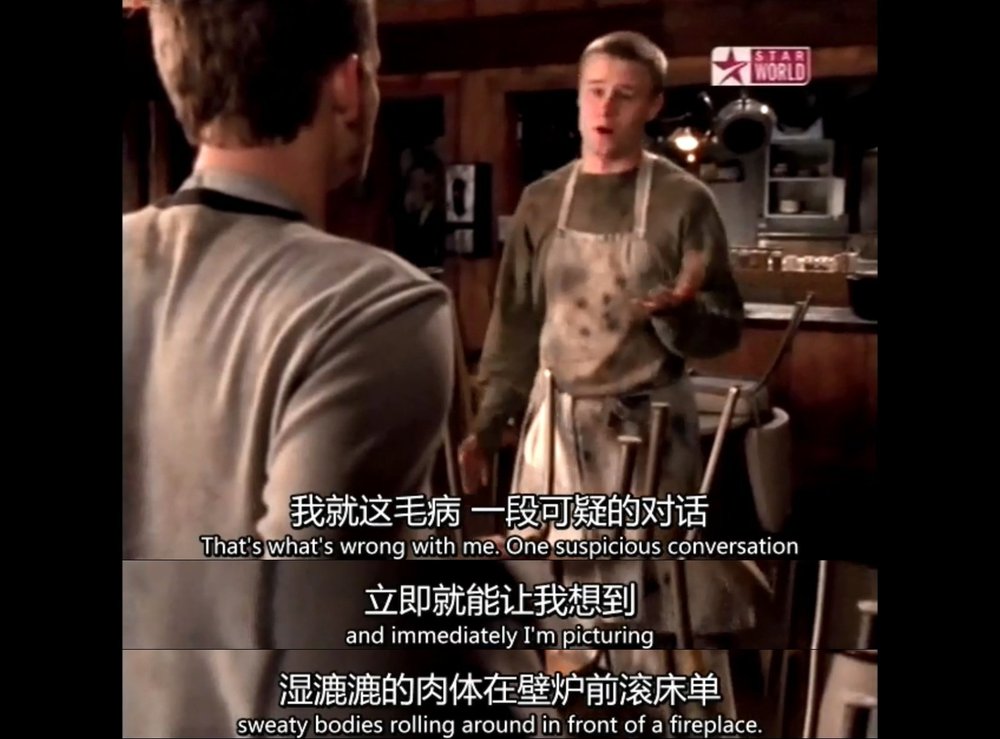 STAR
WORLD
我就这毛病 一段可疑的对话
That's what's wrong with me. One suspicious conversation
立即就能让我想到
and immediately I'm picturing
湿漉漉的肉体在壁炉前滚床单
sweaty bodies rolling around in front of a fireplace.